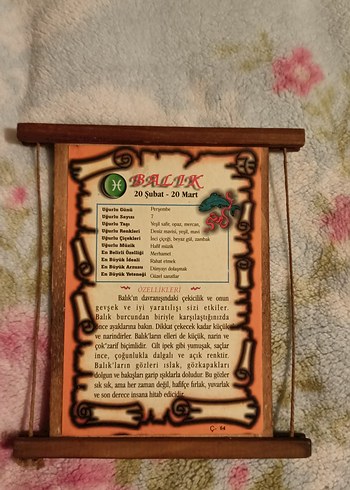 BALIK
20 Şubat - 20 Mart
Uğurlu Günü Perşembe
Uğurlu Sayısı 7
Uğurlu Taşı Yeşil safir, opaz, mercan,
Uğurlu Renkleri Deniz mavisi, yeşil, mavi
Uğurlu Çiçekleri İnci çiçeği, beyaz gül, zambak
Uğurlu Müzik Hafif müzik
En Belirli Özelliği Merhamet
En Büyük İdeali Rahat etmek
En Büyük Arzusu Dünyayı dolaşmak
En Büyük Yeteneği Güzel sanatlar
ÖZELLİKLERİ
Balık'ın davranışındaki çekicilik ve onun
gevşek ve iyi yaratılışı sizi etkiler.
Balık burcundan biriyle karşılaştığınızda
önce ayaklarına bakın. Dikkat çekecek kadar küçük
ve narindirler. Balık'ların elleri de küçük, narin ve
çok'zarif biçimlidir. Cilt ipek gibi yumuşak, saçlar
ince, çoğunlukla dalgalı ve açık renktir.
Balık'ların gözleri ıslak, gözkapakları
dolgun ve bakışları garip ışıklarla doludur. Bu gözler
sık sık, ama her zaman değil, hafifçe fırlak, yuvarlak
ve son derece insana hitab edicidir.
Ç- 94